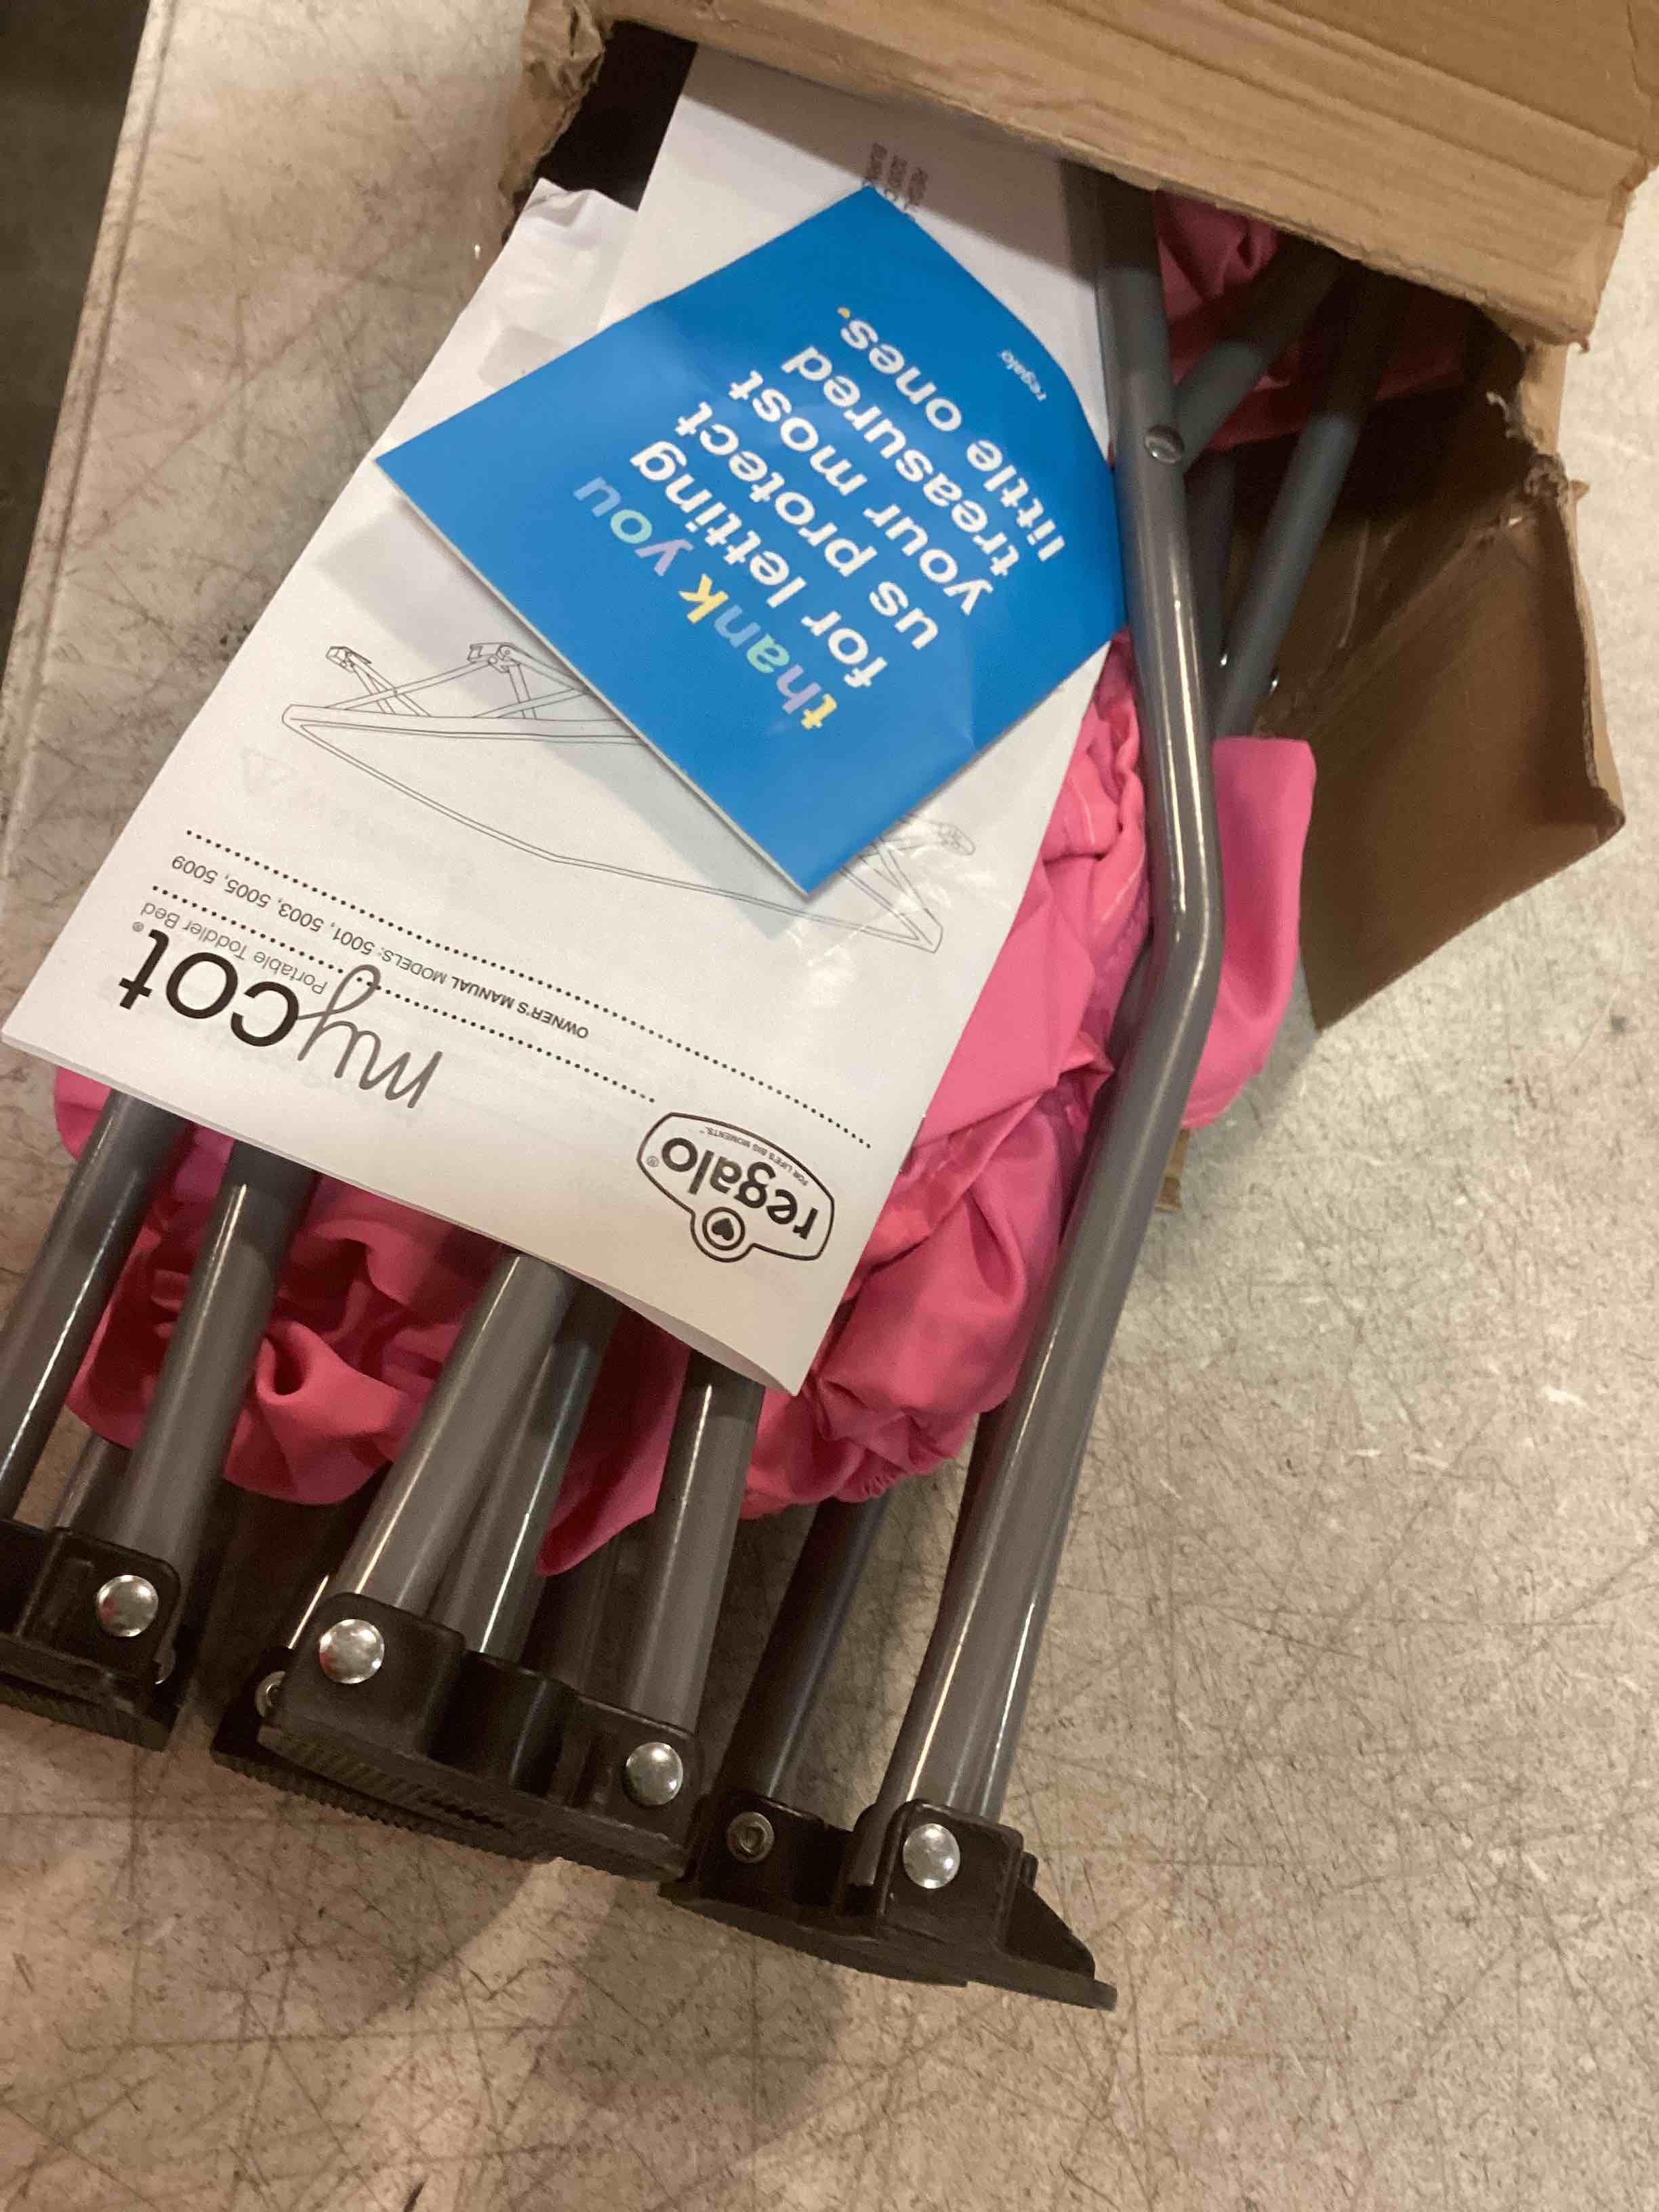 regalo®
FOR LIFE'S BIG MOMENTS.™
mycot®
Portable Toddler Bed
OWNER'S MANUAL MODELS: 5001, 5003, 5005, 5009
thank you
for letting
us protect
your most
treasured
little ones.
regalo